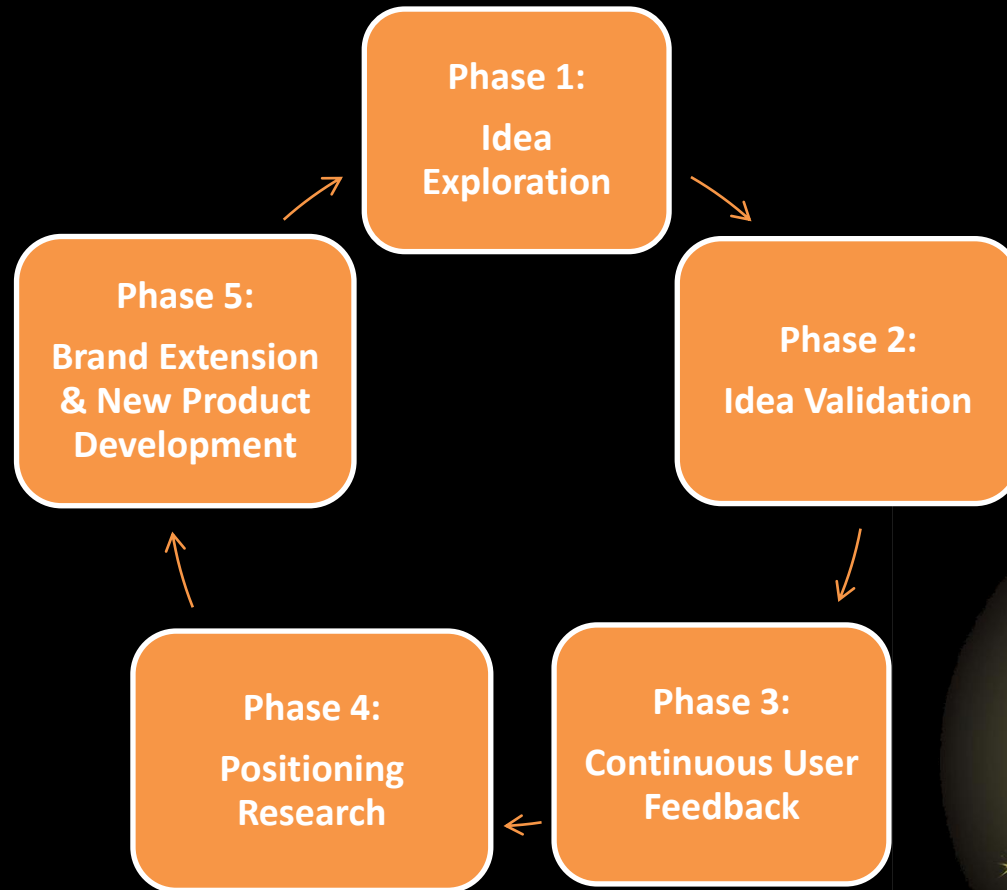 Phase 1:
Idea
Exploration
Phase 2:
Idea Validation
Phase 3:
Continuous User
Feedback
Phase 4:
Positioning
Research
Phase 5:
Brand Extension
& New Product
Development